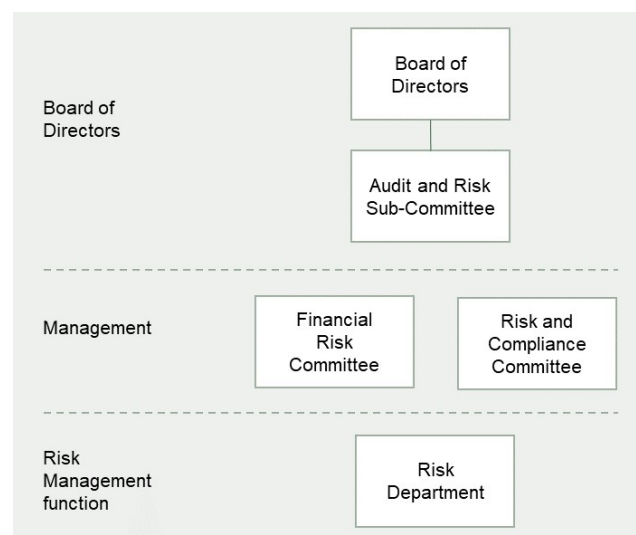 Board of
Directors
Board of
Directors
Audit and Risk
Sub-Committee
Management
Financial
Risk
Committee
Risk and
Compliance
Committee
Risk
Management
function
Risk
Department